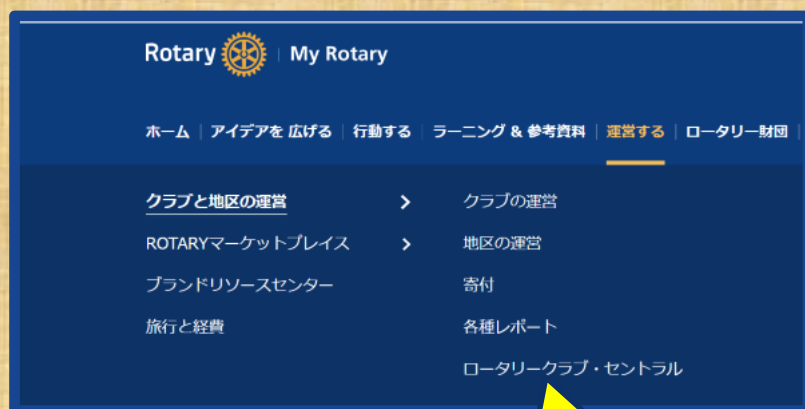 Rotary My Rotary
ホーム アイデアを 広げる 行動する ラーニング & 参考資料 運営する ロータリー財団
クラブと地区の運営
ROTARYマーケットプレイス
ブランドリソースセンター
旅行と経費
クラブの運営
地区の運営
寄付
各種レポート
ロータリークラブ・セントラル